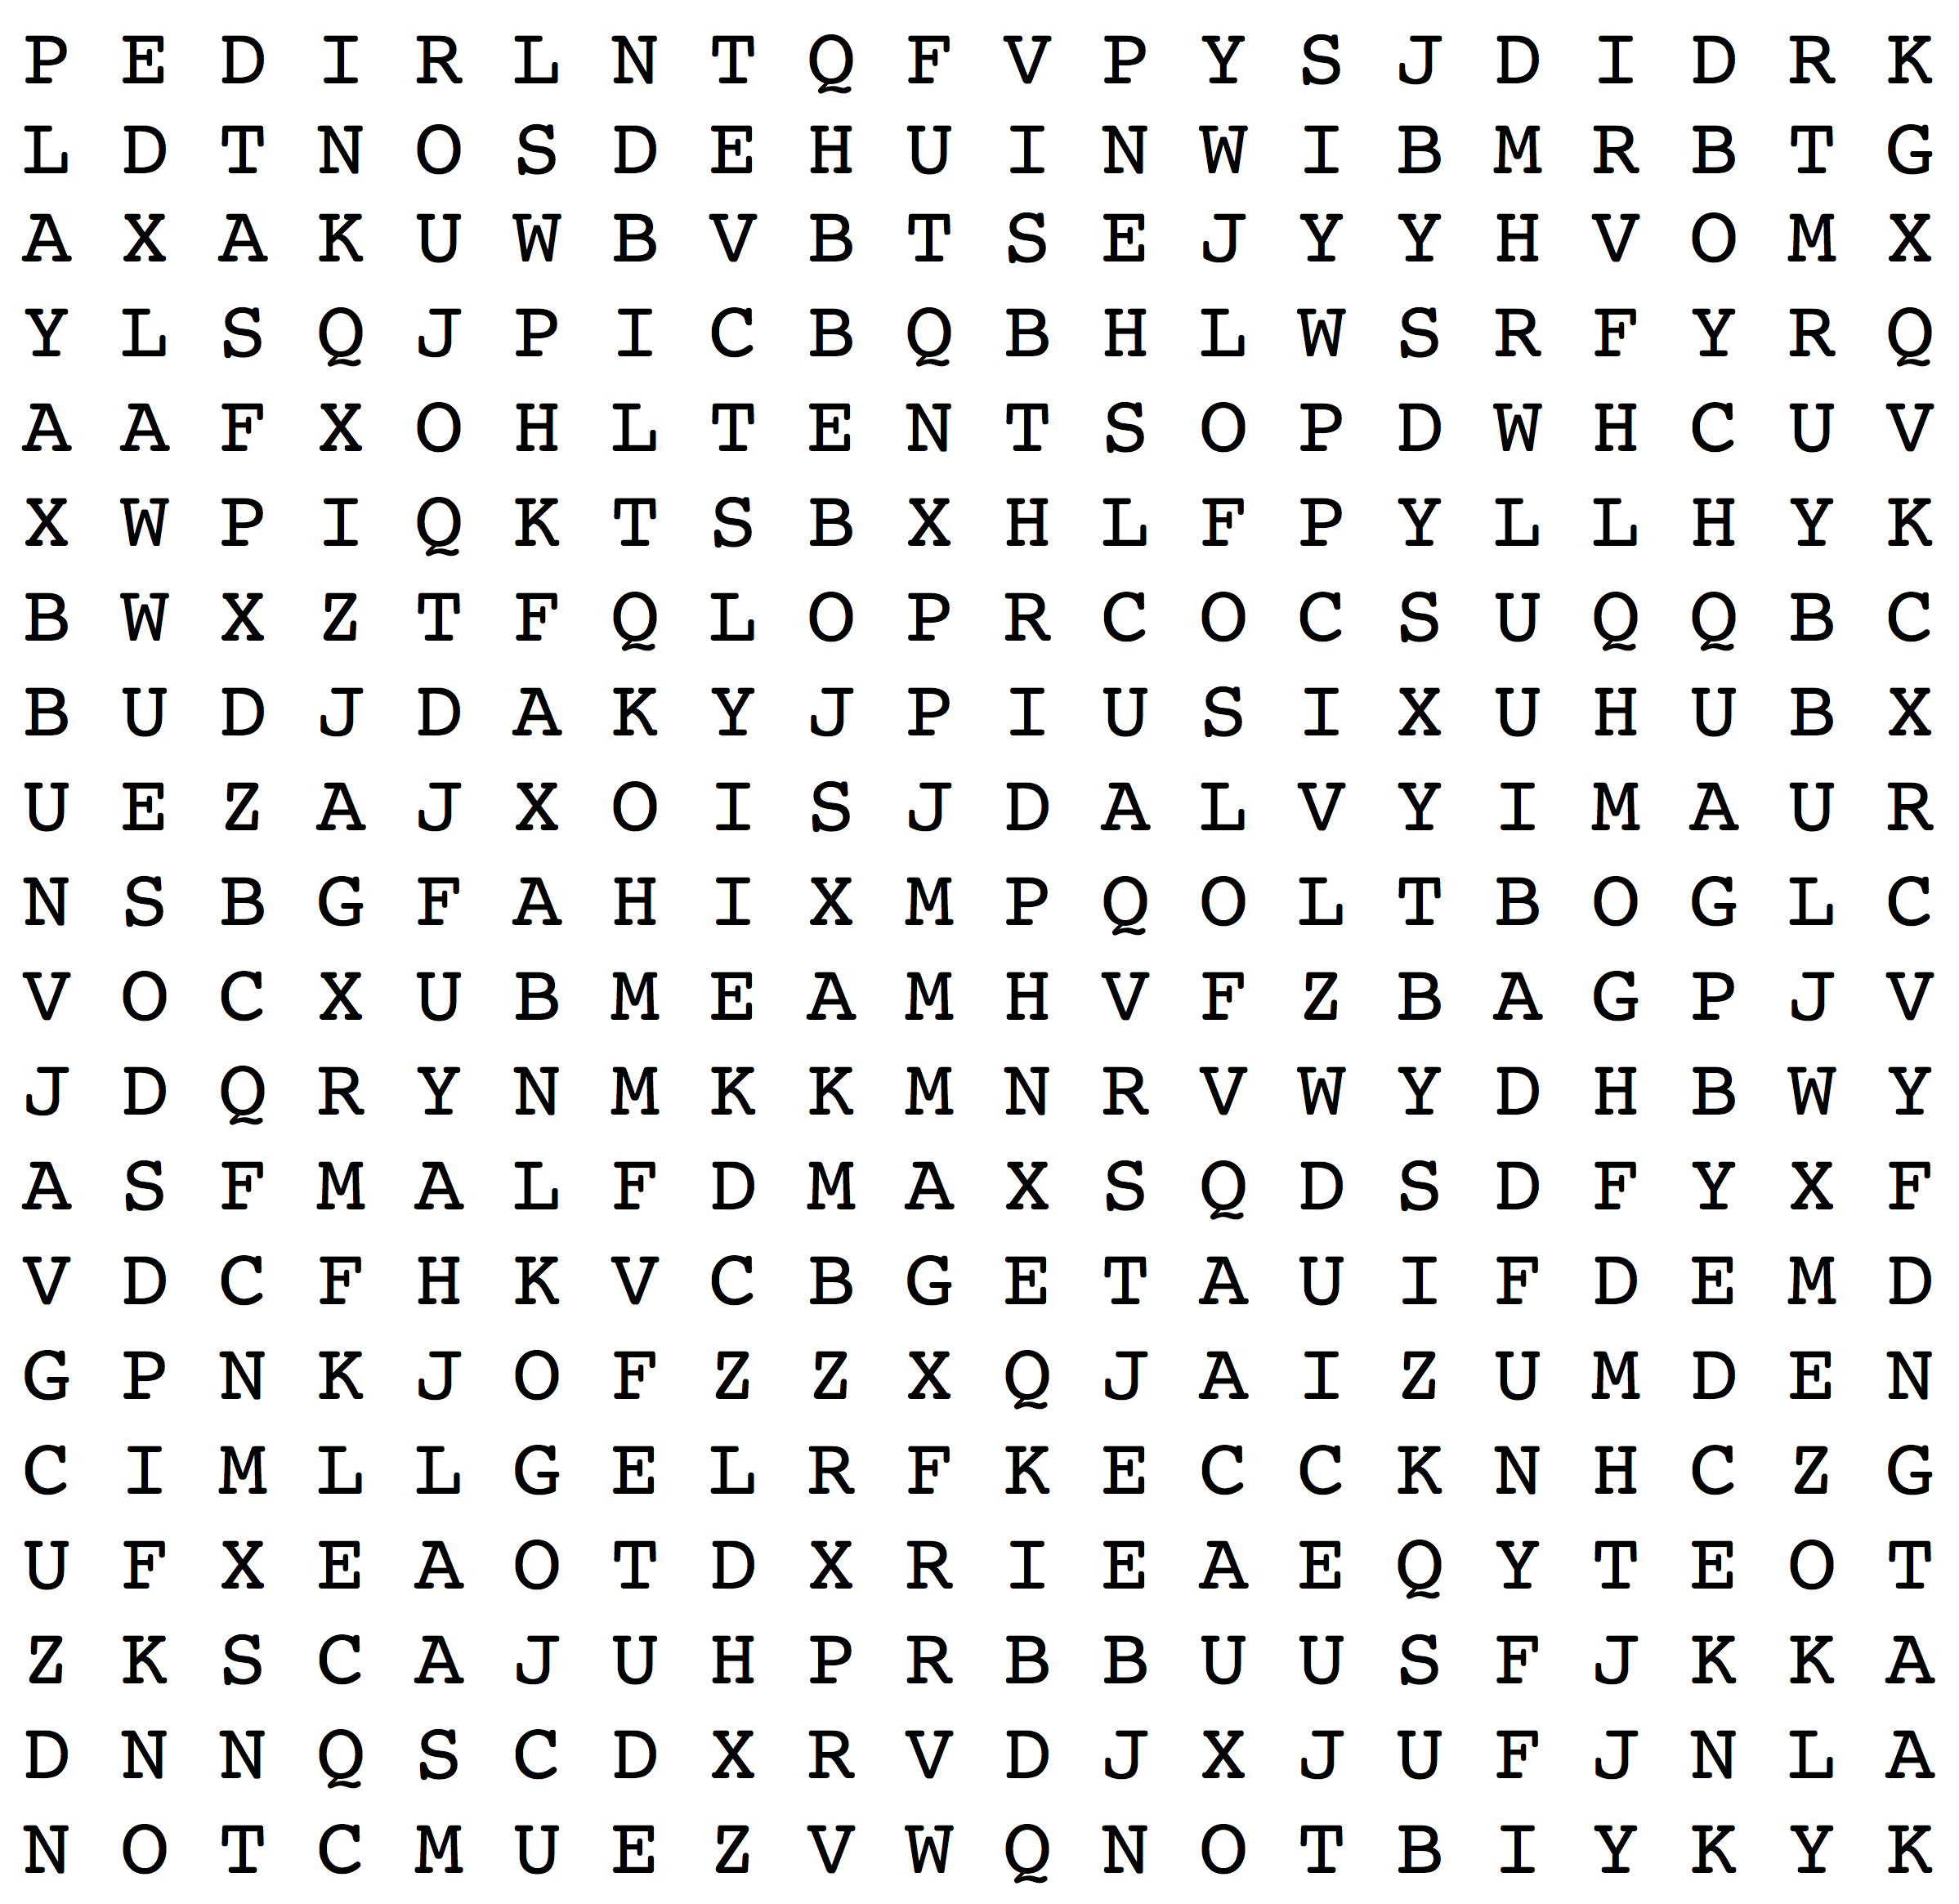 P E D I R L N T Q F V P Y S J D I D R K
L D T N O S D E H U I N W I B M R B T G
A X A K U W B V B T S E J Y Y H V O M X
Y L S Q J P I C B Q B H L W S R F Y R Q
A A F X O H L T E N T S O P D W H C U V
X W P I Q K T S B X H L F P Y L L H Y K
B W X Z T F Q L O P R C O C S U Q Q B C
B U D J D A K Y J P I U S I X U H U B X
U E Z A J X O I S J D A L V Y I M A U R
N S B G F A H I X M P Q O L T B O G L C
V O C X U B M E A M H V F Z B A G P J V
J D Q R Y N M K K M N R V W Y D H B W Y
A S F M A L F D M A X S Q D S D F Y X F
V D C F H K V C B G E T A U I F D E M D
G P N K J O F Z Z X Q J A I Z U M D E N
C I M L L G E L R F K E C C K N H C Z G
U F X E A O T D X R I E A E Q Y T E O T
Z K S C A J U H P R B B U U S F J K K A
D N N Q S C D X R V D J X J U F J N L A
N O T C M U E Z V W Q N O T B I Y K Y K